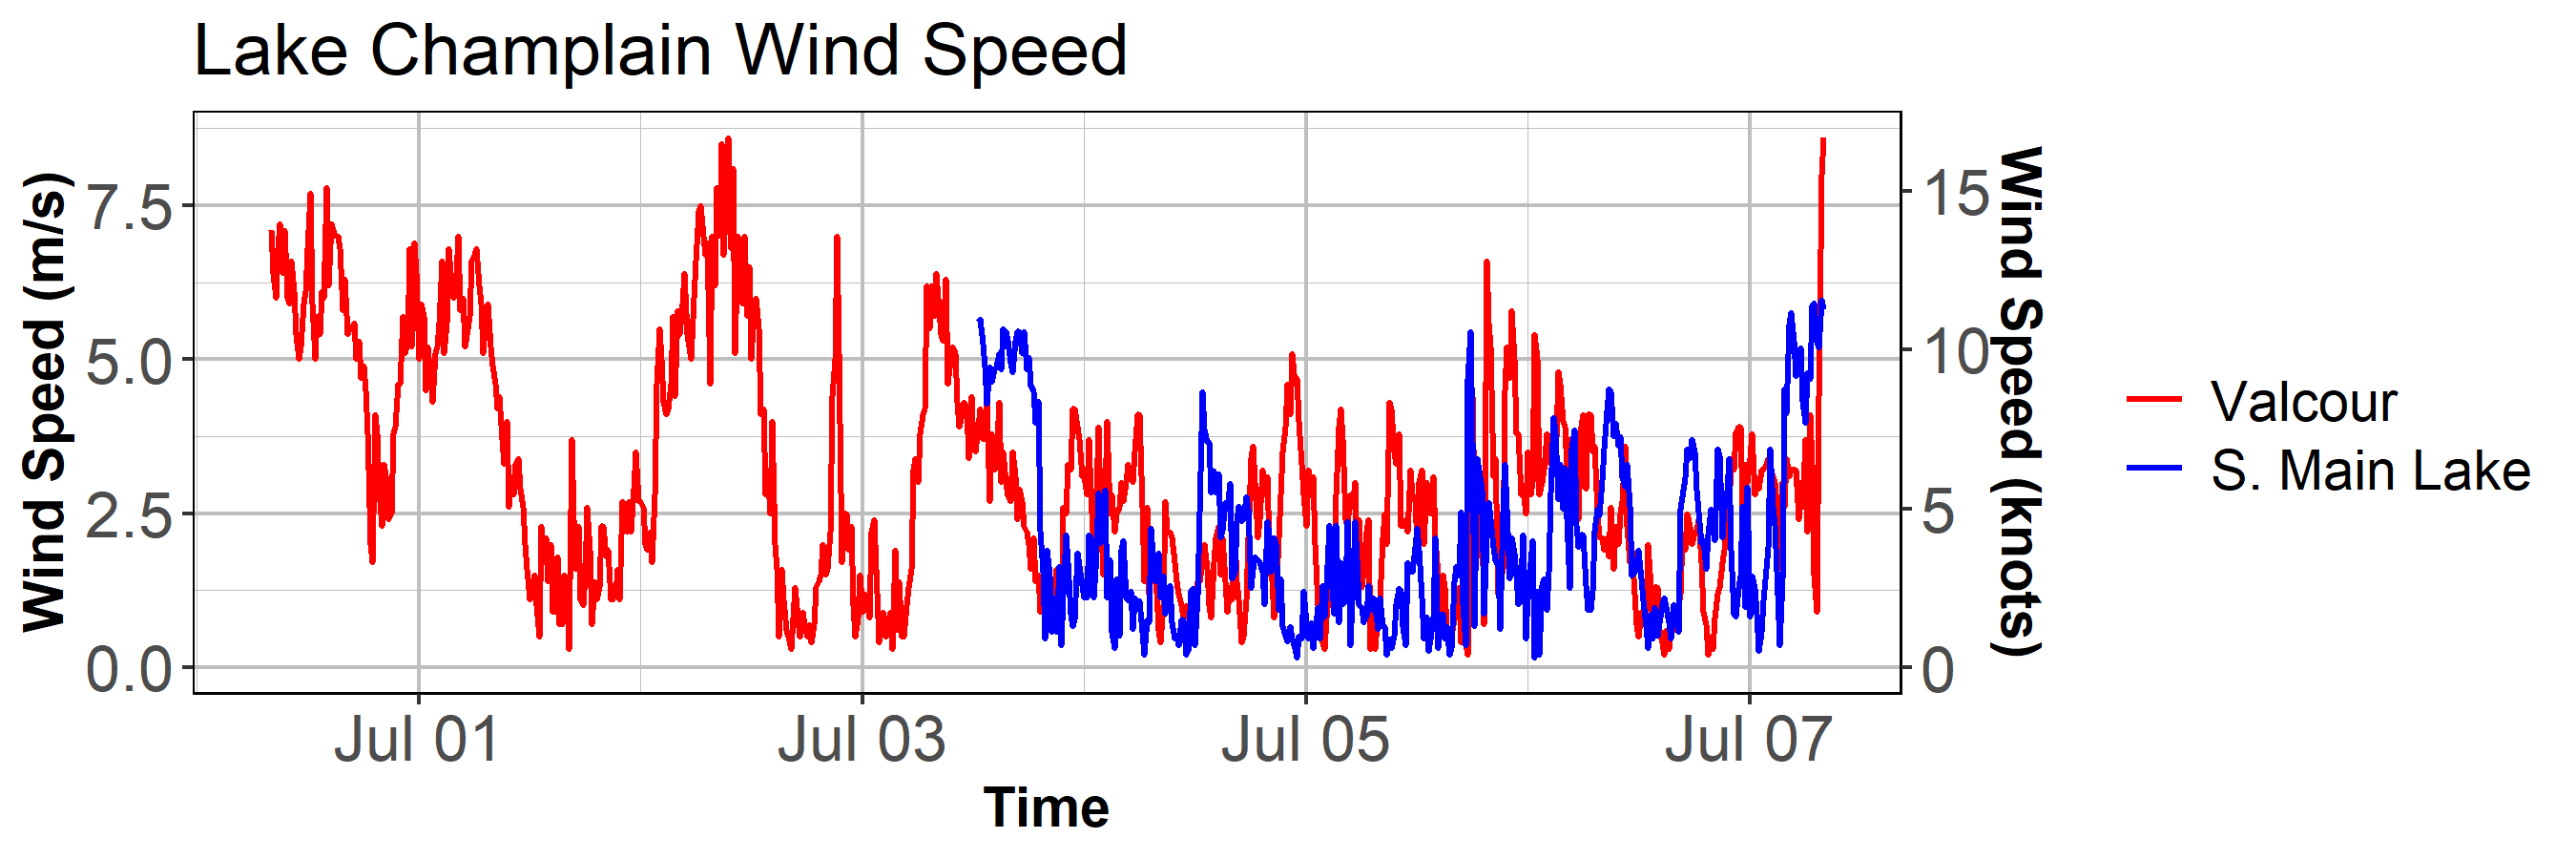 Lake Champlain Wind Speed
Wind Speed (m/s)
7.5
5.0
2.5
0.0
15
10
5
0
Wind Speed (knots)
Jul 01
Jul 03
Jul 05
Jul 07
Time
Valcour
S. Main Lake